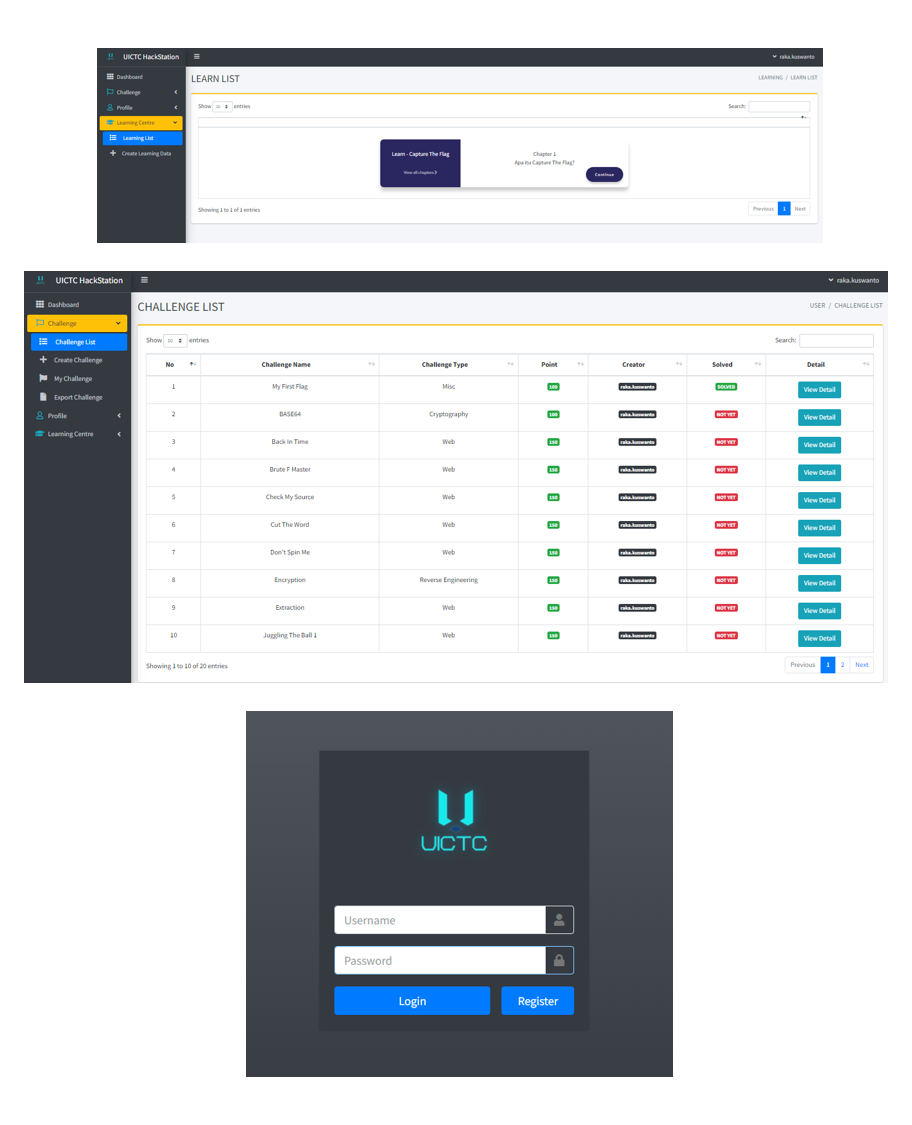 UICTC HackStation
raka.kuswanto
Dashboard
Challenge
Profile
Learning Centre
Learning List
Create Learning Data
LEARN LIST
LEARNING / LEARN LIST
Show 10 entries
Search:
Learn - Capture The Flag
View all chapters
Chapter 1
Apa itu Capture The Flag?
Continue
Showing 1 to 1 of 1 entries
Previous 1 Next
UICTC HackStation
raka.kuswanto
Dashboard
Challenge
Challenge List
Create Challenge
My Challenge
Export Challenge
Profile
Learning Centre
CHALLENGE LIST
USER / CHALLENGE LIST
Show 10 entries
Search:
No Challenge Name Challenge Type Point Creator Solved Detail
1 My First Flag Misc 100 raka.kuswanto SOLVED View Detail
2 BASE64 Cryptography 100 raka.kuswanto NOT YET View Detail
3 Back In Time Web 150 raka.kuswanto NOT YET View Detail
4 Brute F Master Web 150 raka.kuswanto NOT YET View Detail
5 Check My Source Web 150 raka.kuswanto NOT YET View Detail
6 Cut The Word Web 150 raka.kuswanto NOT YET View Detail
7 Don't Spin Me Web 150 raka.kuswanto NOT YET View Detail
8 Encryption Reverse Engineering 150 raka.kuswanto NOT YET View Detail
9 Extraction Web 150 raka.kuswanto NOT YET View Detail
10 Juggling The Ball 1 Web 150 raka.kuswanto NOT YET View Detail
Showing 1 to 10 of 20 entries
Previous 1 2 Next
UICTC
Username
Password
Login Register